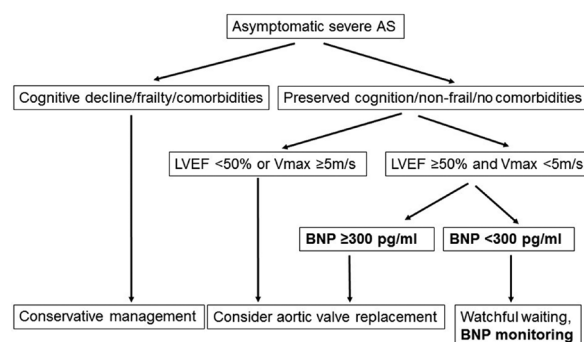 Asymptomatic severe AS
Cognitive decline/frailty/comorbidities
Preserved cognition/non-frail/no comorbidities
LVEF <50% or Vmax ≥5m/s
LVEF ≥50% and Vmax <5m/s
BNP ≥300 pg/ml
BNP <300 pg/ml
Conservative management
Consider aortic valve replacement
Watchful waiting,
BNP monitoring